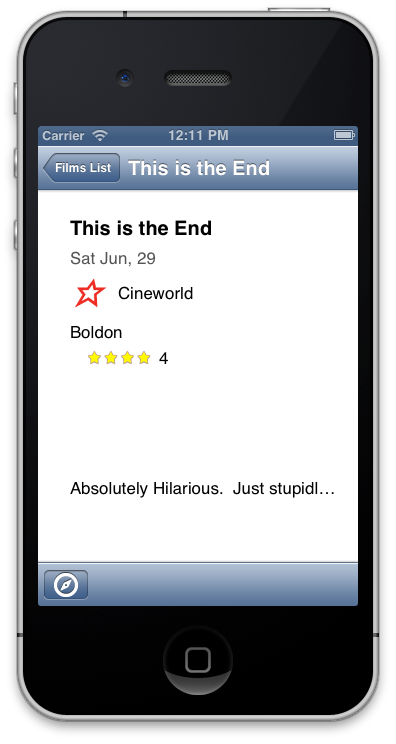 Carrier 12:11 PM
Films List This is the End
This is the End
Sat Jun, 29
Cineworld
Boldon
4
Absolutely Hilarious.  Just stupidl…